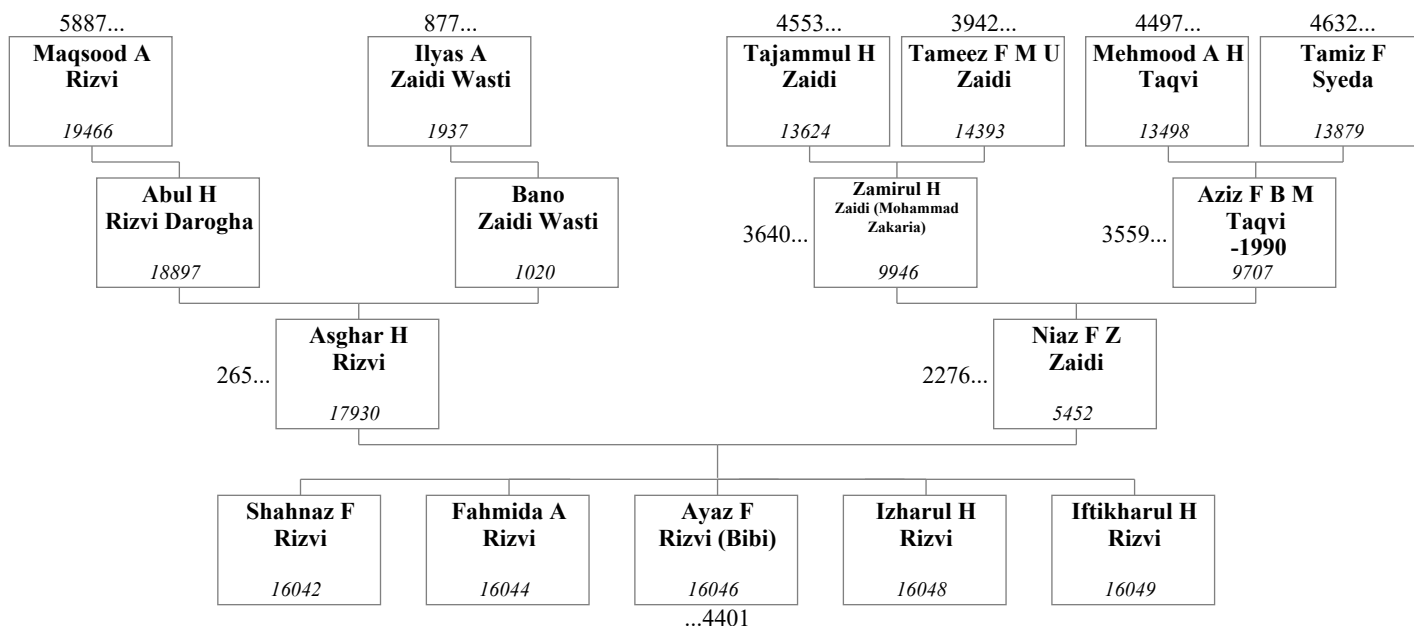 5887...
877...
4553...
3942...
4497...
4632...
Maqsood A
Rizvi
19466
Ilyas A
Zaidi Wasti
1937
Tajammul H
Zaidi
13624
Tameez F M U
Zaidi
14393
Mehmood A H
Taqvi
13498
Tamiz F
Syeda
13879
Abul H
Rizvi Darogha
18897
Bano
Zaidi Wasti
1020
3640...
Zamirul H
Zaidi (Mohammad
Zakaria)
9946
3559...
Aziz F B M
Taqvi
-1990
9707
265...
Asghar H
Rizvi
17930
2276...
Niaz F Z
Zaidi
5452
Shahnaz F
Rizvi
16042
Fahmida A
Rizvi
16044
Ayaz F
Rizvi (Bibi)
16046
Izharul H
Rizvi
16048
Iftikharul H
Rizvi
16049
...4401